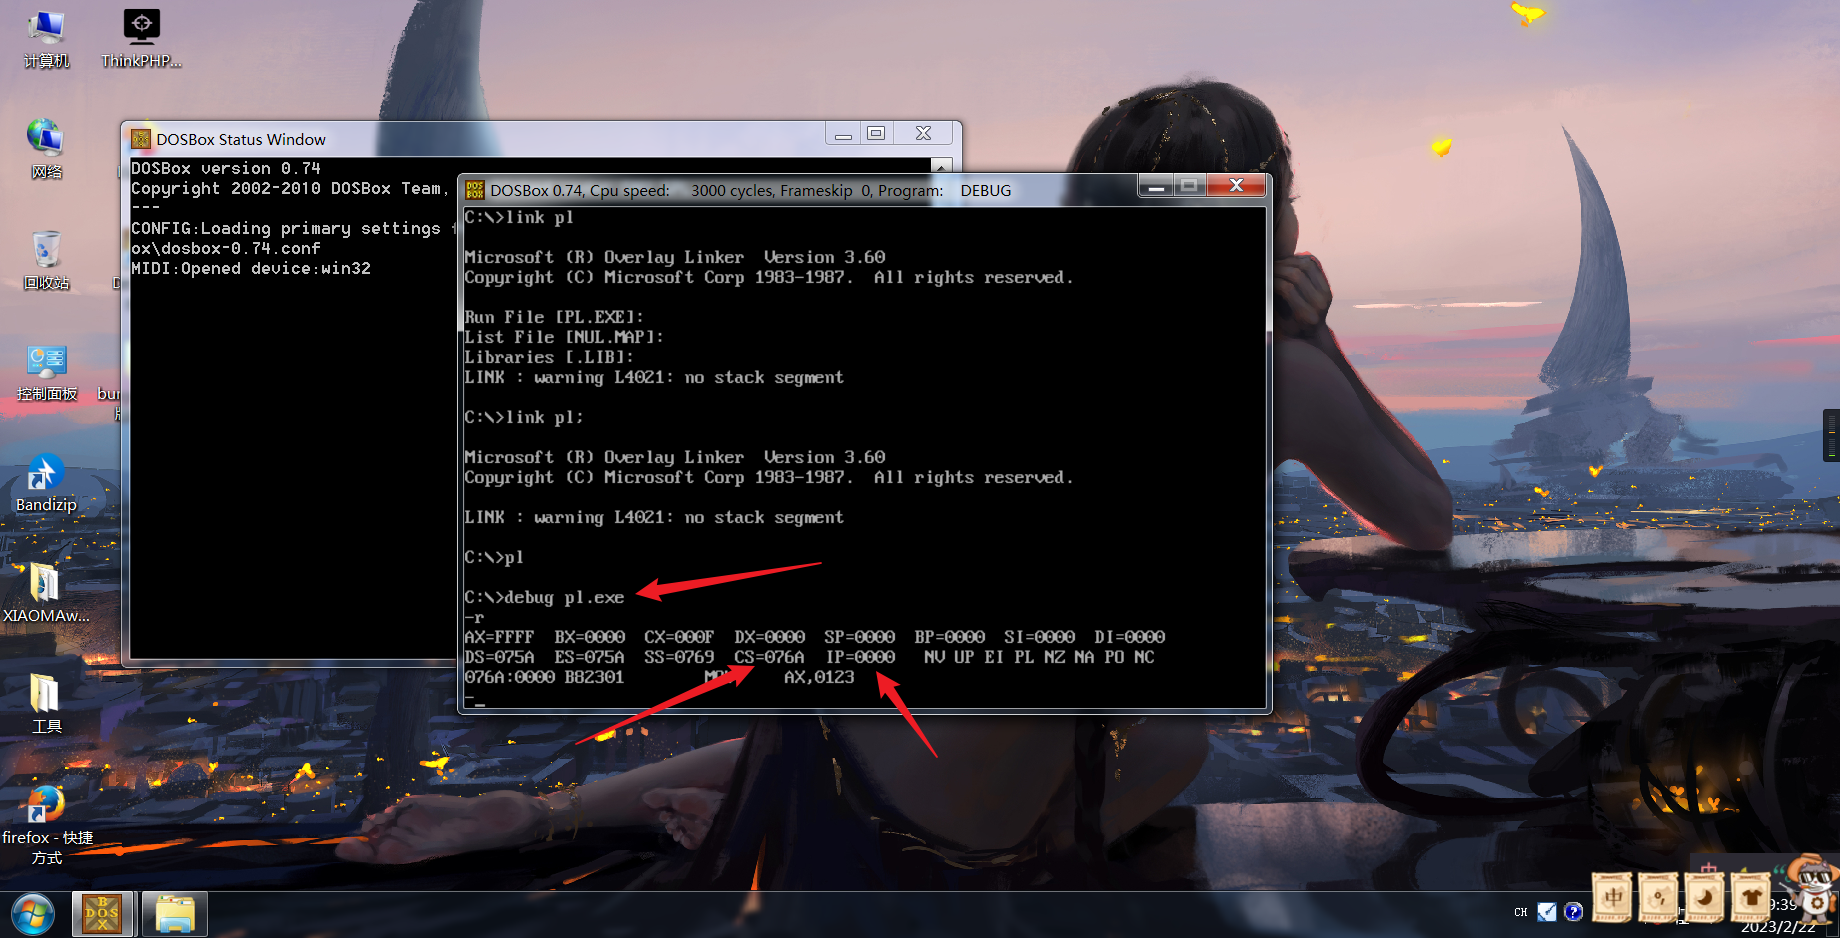 计算机
ThinkPHP...
网络
回收站
控制面板
Bandizip
XIAOMAw...
工具
firefox - 快捷
方式
DOSBox Status Window
DOSBox version 0.74
Copyright 2002-2010 DOSBox Team,
---
CONFIG:Loading primary settings
ox\dosbox-0.74.conf
MIDI:Opened device:win32
DOSBox 0.74, Cpu speed: 3000 cycles, Frameskip 0, Program: DEBUG
C:\>link pl
Microsoft (R) Overlay Linker Version 3.60
Copyright (C) Microsoft Corp 1983-1987. All rights reserved.
Run File [PL.EXE]:
List File [NUL.MAP]:
Libraries [.LIB]:
LINK : warning L4021: no stack segment
C:\>link pl;
Microsoft (R) Overlay Linker Version 3.60
Copyright (C) Microsoft Corp 1983-1987. All rights reserved.
LINK : warning L4021: no stack segment
C:\>pl
C:\>debug pl.exe
-r
AX=FFFF BX=0000 CX=000F DX=0000 SP=0000 BP=0000 SI=0000 DI=0000
DS=075A ES=075A SS=0769 CS=076A IP=0000 NV UP EI PL NZ NA PO NC
076A:0000 B82301 MOV AX,0123
-_
CH
中
2023/2/22